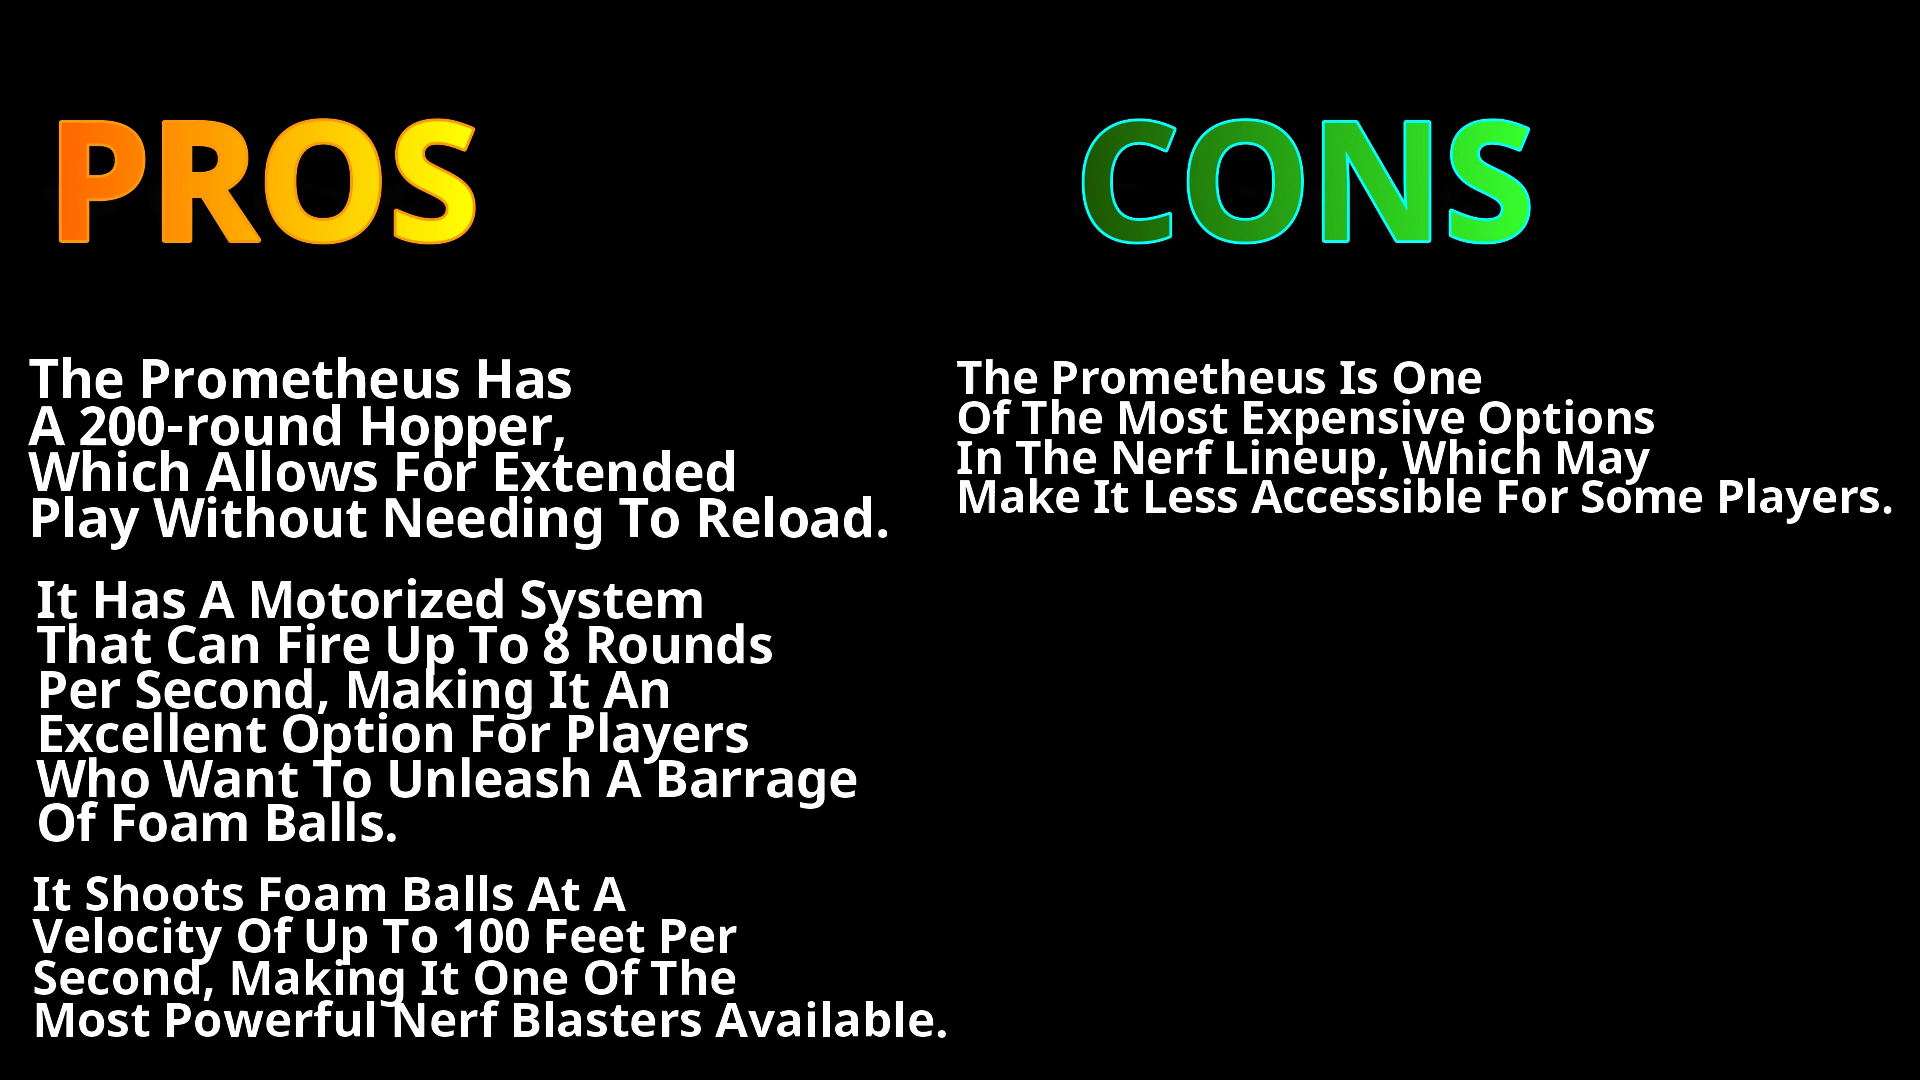 PROS
The Prometheus Has
A 200-round Hopper,
Which Allows For Extended
Play Without Needing To Reload.
It Has A Motorized System
That Can Fire Up To 8 Rounds
Per Second, Making It An
Excellent Option For Players
Who Want To Unleash A Barrage
Of Foam Balls.
It Shoots Foam Balls At A
Velocity Of Up To 100 Feet Per
Second, Making It One Of The
Most Powerful Nerf Blasters Available.
CONS
The Prometheus Is One
Of The Most Expensive Options
In The Nerf Lineup, Which May
Make It Less Accessible For Some Players.